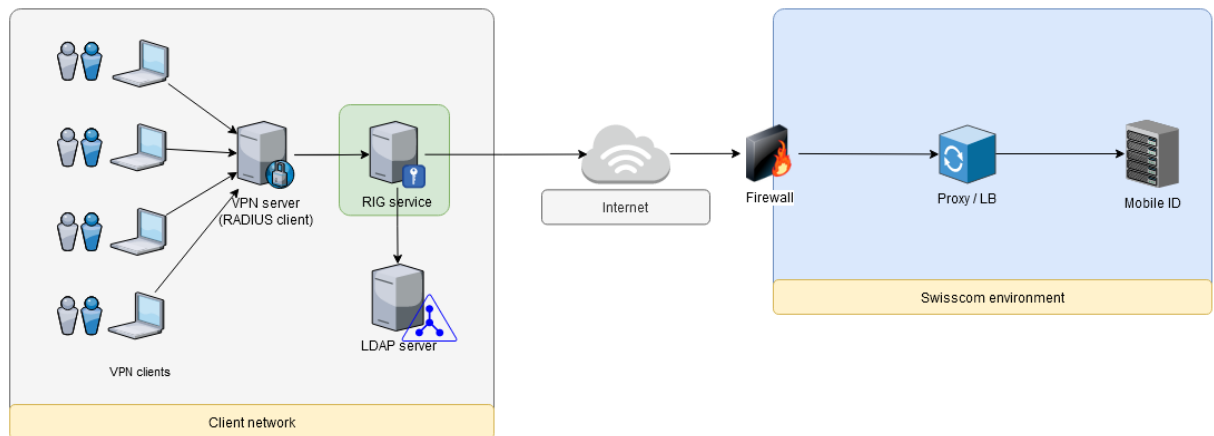 VPN server
(RADIUS client)
RIG service
LDAP server
VPN clients
Client network
Internet
Firewall
Proxy / LB
Mobile ID
Swisscom environment